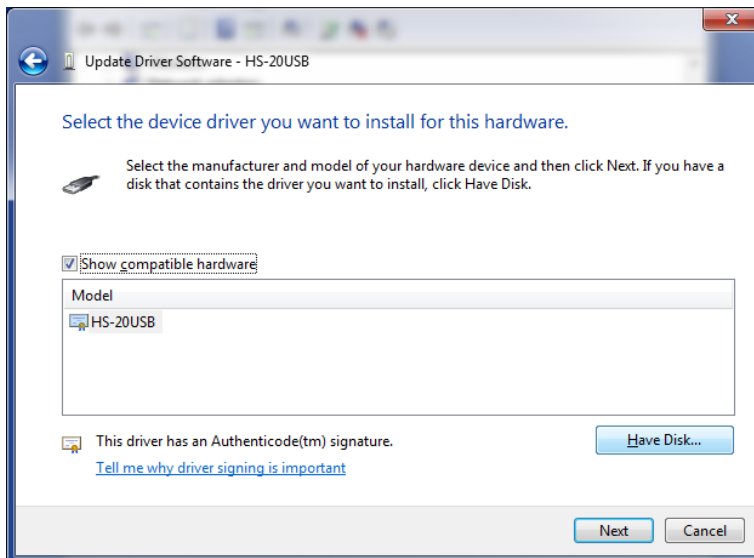 Update Driver Software - HS-20USB
Select the device driver you want to install for this hardware.
Select the manufacturer and model of your hardware device and then click Next. If you have a
disk that contains the driver you want to install, click Have Disk.
Show compatible hardware
Model
HS-20USB
This driver has an Authenticode(tm) signature.
Have Disk...
Tell me why driver signing is important
Next
Cancel